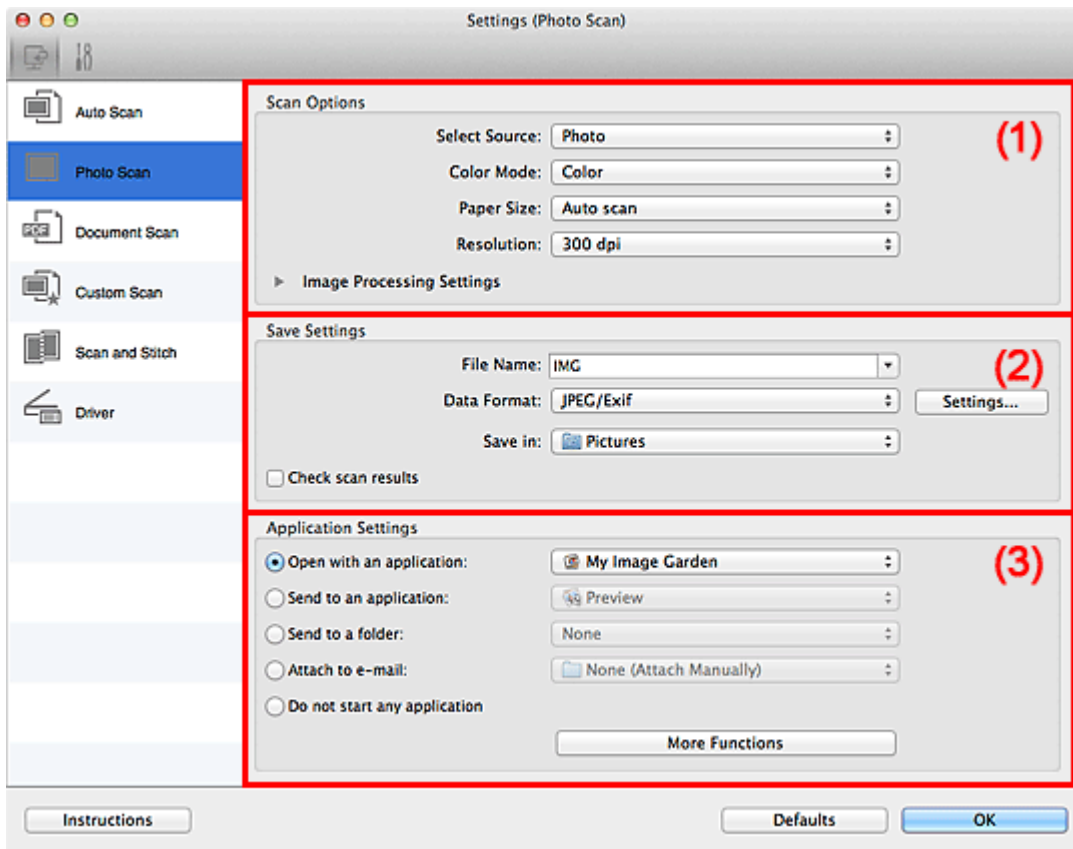 Settings (Photo Scan)
Auto Scan
Photo Scan
PDF
Document Scan
Custom Scan
Scan and Stitch
Driver
Scan Options
(1)
Select Source: Photo
Color Mode: Color
Paper Size: Auto scan
Resolution: 300 dpi
Image Processing Settings
Save Settings
(2)
File Name: IMG
Data Format: JPEG/Exif Settings...
Save in: Pictures
Check scan results
Application Settings
(3)
Open with an application: My Image Garden
Send to an application: Preview
Send to a folder: None
Attach to e-mail: None (Attach Manually)
Do not start any application
More Functions
Instructions Defaults OK